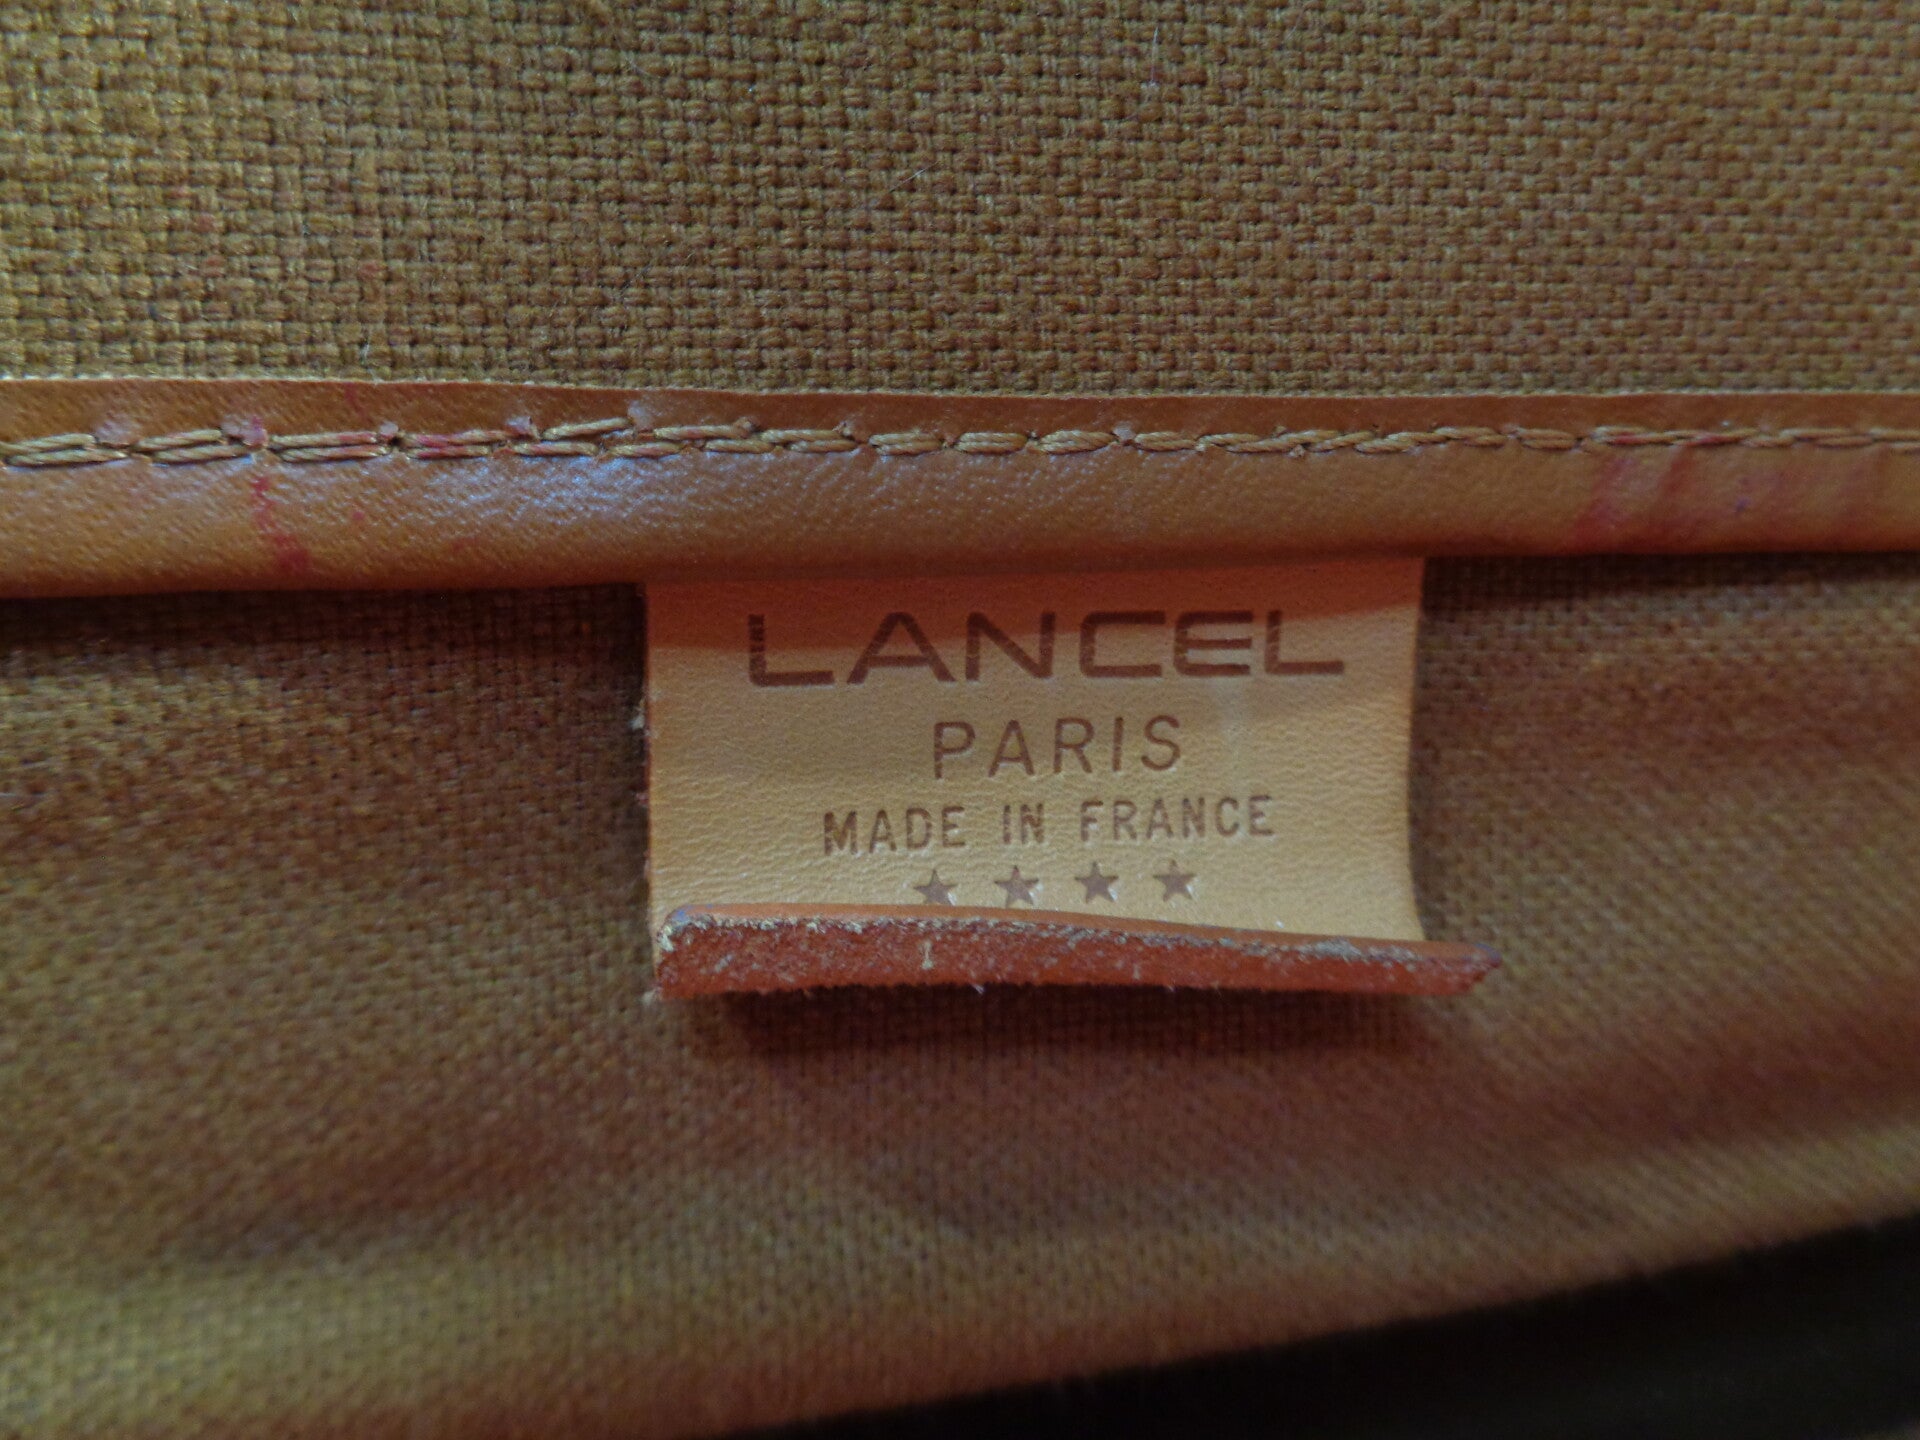 LANCEL
PARIS
MADE IN FRANCE
★ ★ ★ ★